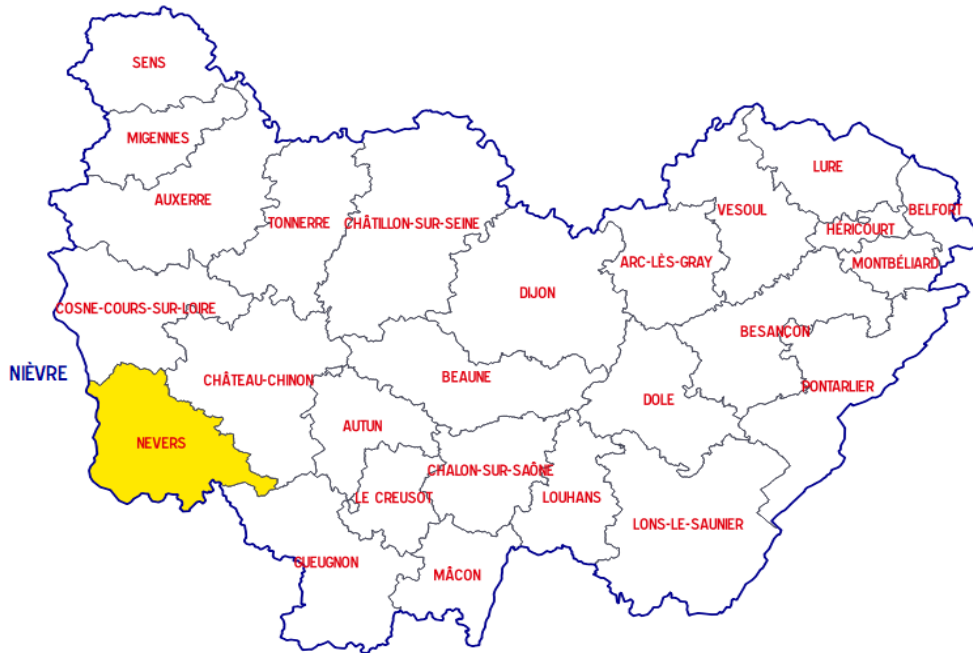 SENS
MIGENNES
AUXERRE
TONNERRE
CHÂTILLON-SUR-SEINE
LURE
VESOUL
BELFORT
HÉRICOURT
ARC-LÈS-GRAY
MONTBÉLIARD
DIJON
COSNE-COURS-SUR-LOIRE
BESANÇON
NIÈVRE
CHÂTEAU-CHINON
BEAUNE
PONTARLIER
DOLE
AUTUN
NEVERS
CHALON-SUR-SAÔNE
LE CREUSOT
LOUHANS
LONS-LE-SAUNIER
GUEUGNON
MÂCON